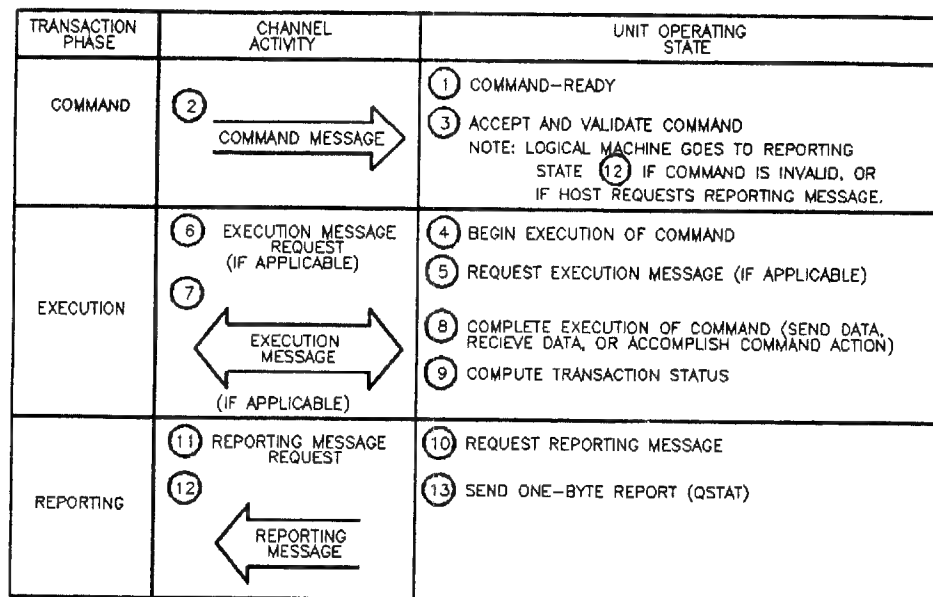 TRANSACTION
PHASE
CHANNEL
ACTIVITY
UNIT OPERATING
STATE
COMMAND
2
COMMAND MESSAGE
1 COMMAND-READY
3 ACCEPT AND VALIDATE COMMAND
NOTE: LOGICAL MACHINE GOES TO REPORTING
STATE 12 IF COMMAND IS INVALID, OR
IF HOST REQUESTS REPORTING MESSAGE.
EXECUTION
6 EXECUTION MESSAGE
REQUEST
(IF APPLICABLE)
7
EXECUTION
MESSAGE
(IF APPLICABLE)
4 BEGIN EXECUTION OF COMMAND
5 REQUEST EXECUTION MESSAGE (IF APPLICABLE)
8 COMPLETE EXECUTION OF COMMAND (SEND DATA,
RECIEVE DATA, OR ACCOMPLISH COMMAND ACTION)
9 COMPUTE TRANSACTION STATUS
REPORTING
11 REPORTING MESSAGE
REQUEST
12
REPORTING
MESSAGE
10 REQUEST REPORTING MESSAGE
13 SEND ONE-BYTE REPORT (QSTAT)